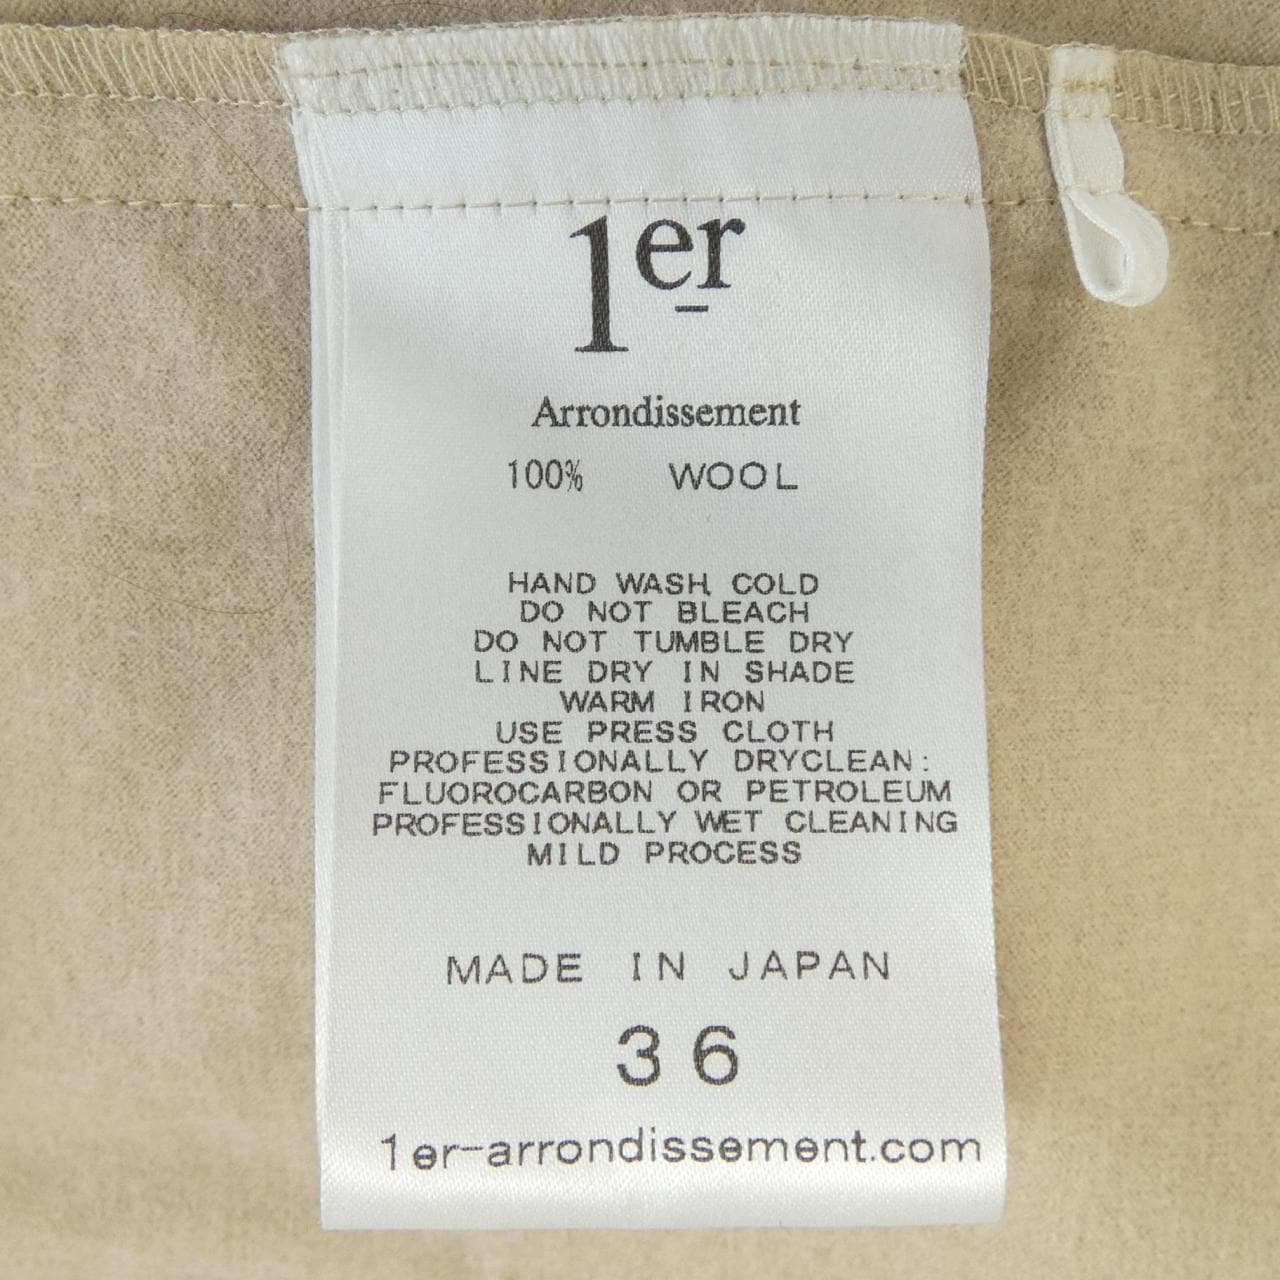 1er
Arrondissement
100% WOOL
HAND WASH, COLD
DO NOT BLEACH
DO NOT TUMBLE DRY
LINE DRY IN SHADE
WARM IRON
USE PRESS CLOTH
PROFESSIONALLY DRYCLEAN:
FLUOROCARBON OR PETROLEUM
PROFESSIONALLY WET CLEANING
MILD PROCESS
MADE IN JAPAN
36
1er-arrondissement.com